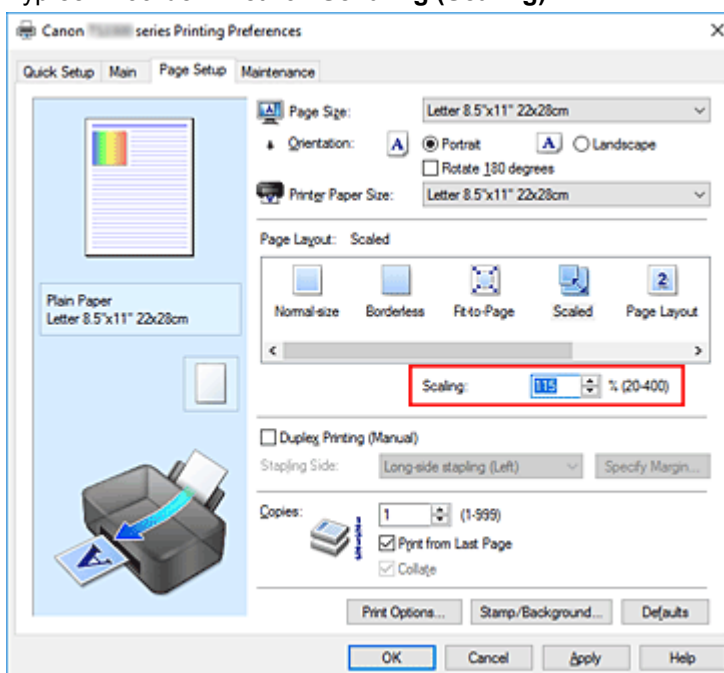 (Scaling)
Canon series Printing Preferences
Quick Setup Main Page Setup Maintenance
Page Size: Letter 8.5"x11" 22x28cm
Orientation: A Portrait A Landscape
Rotate 180 degrees
Printer Paper Size: Letter 8.5"x11" 22x28cm
Page Layout: Scaled
2
Normal-size Borderless Fit-to-Page Scaled Page Layout
Plain Paper
Letter 8.5"x11" 22x28cm
Scaling: 115 % (20-400)
Duplex Printing (Manual)
Stapling Side: Long-side stapling (Left) Specify Margin...
Copies: 1 (1-999)
Print from Last Page
Collate
A
Print Options... Stamp/Background... Defaults
OK Cancel Apply Help